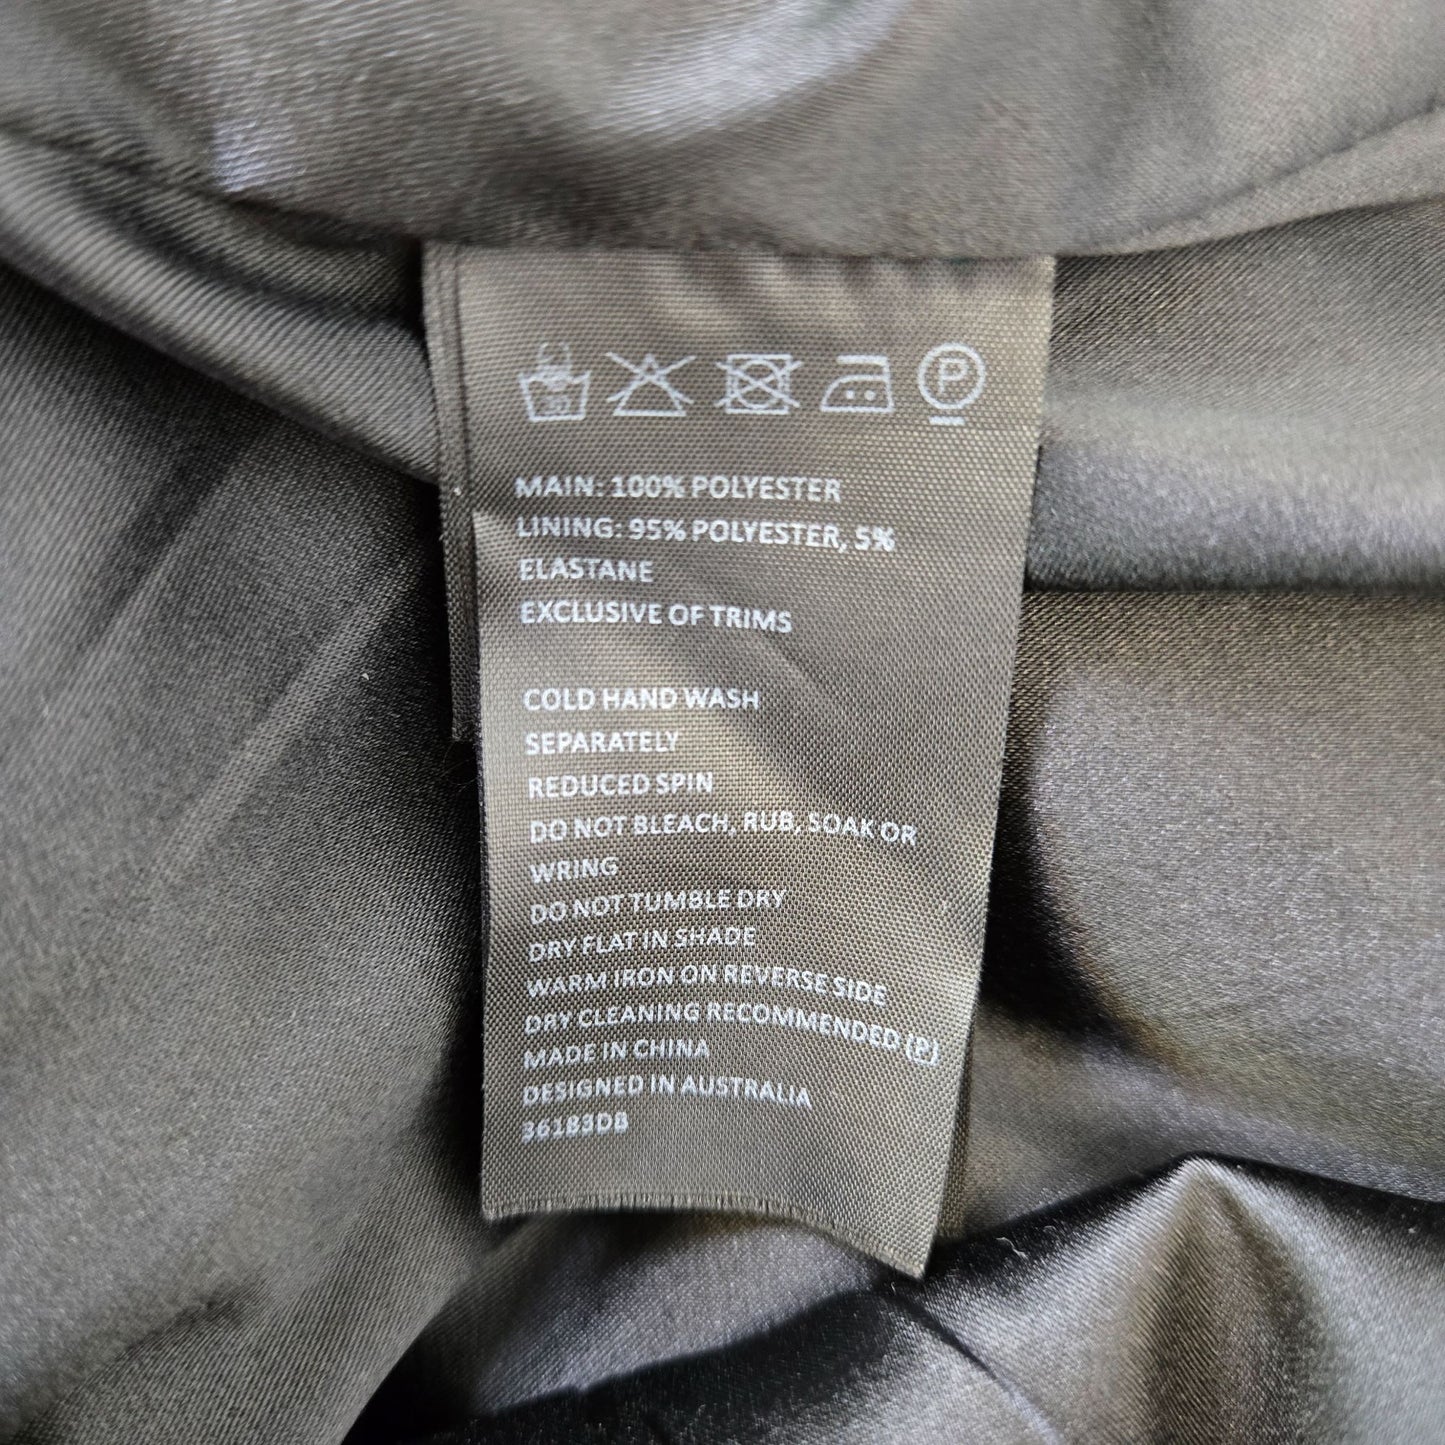 P
MAIN: 100% POLYESTER
LINING: 95% POLYESTER, 5%
ELASTANE
EXCLUSIVE OF TRIMS
COLD HAND WASH
SEPARATELY
REDUCED SPIN
DO NOT BLEACH, RUB, SOAK OR
WRING
DO NOT TUMBLE DRY
DRY FLAT IN SHADE
WARM IRON ON REVERSE SIDE
DRY CLEANING RECOMMENDED (P)
MADE IN CHINA
DESIGNED IN AUSTRALIA
36183DB